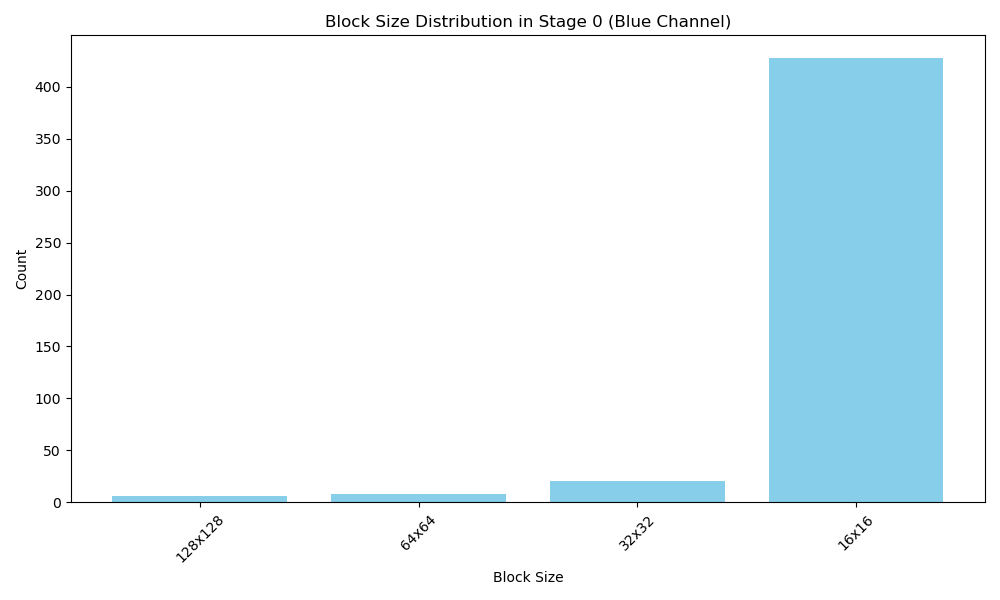 Block Size Distribution in Stage 0 (Blue Channel)
400
350
300
250
200
150
100
50
0
Count
128x128
64x64
32x32
16x16
Block Size